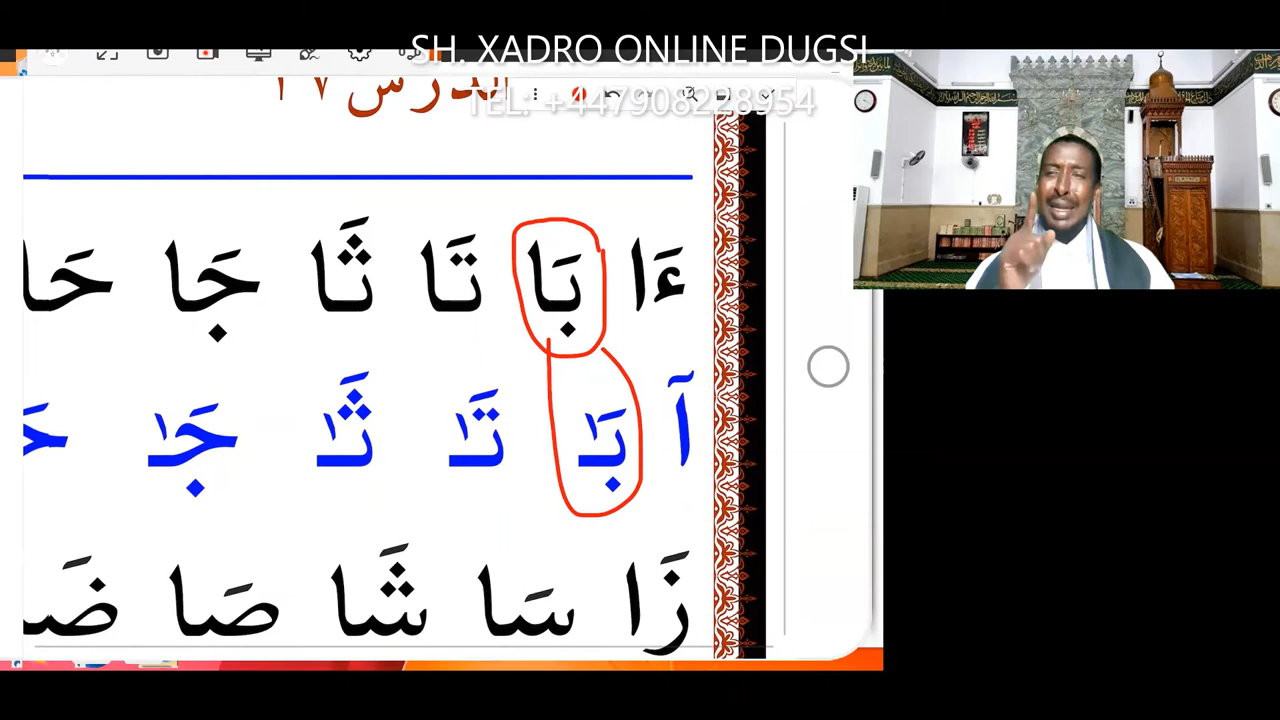 SH. XADRO ONLINE DUGSI
TEL: +447908228954
الدرس ١٧
ءَا بَا تَا ثَا جَا حَا
آ بَـٰ تَـٰ ثَـٰ جَـٰ
زَا سَا شَا صَا